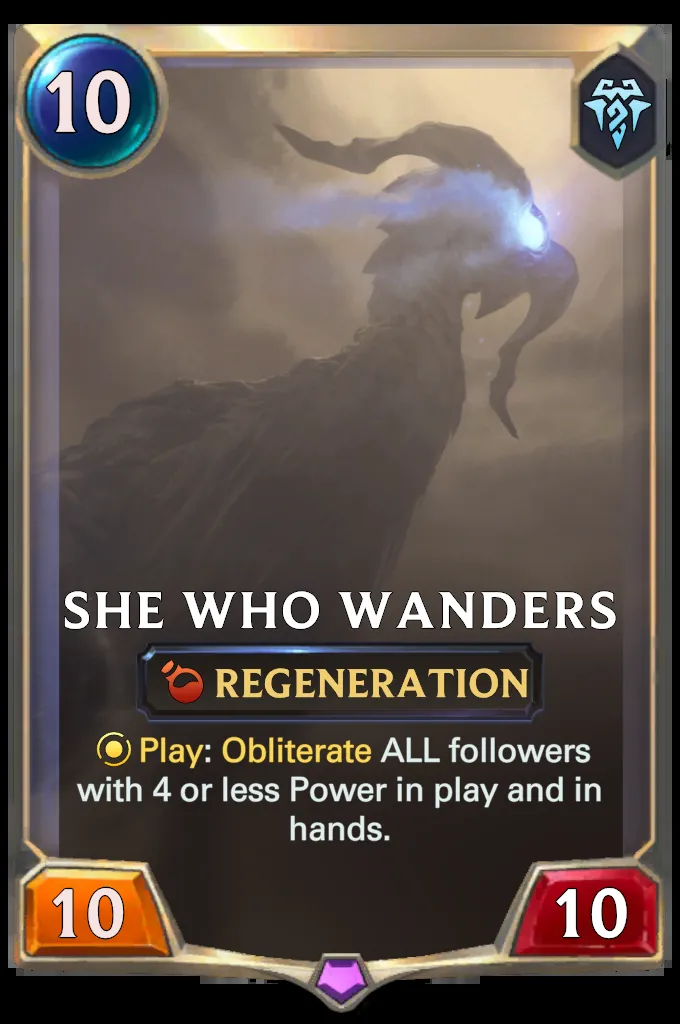 10
SHE WHO WANDERS
REGENERATION
Play: Obliterate ALL followers
with 4 or less Power in play and in
hands.
10 10